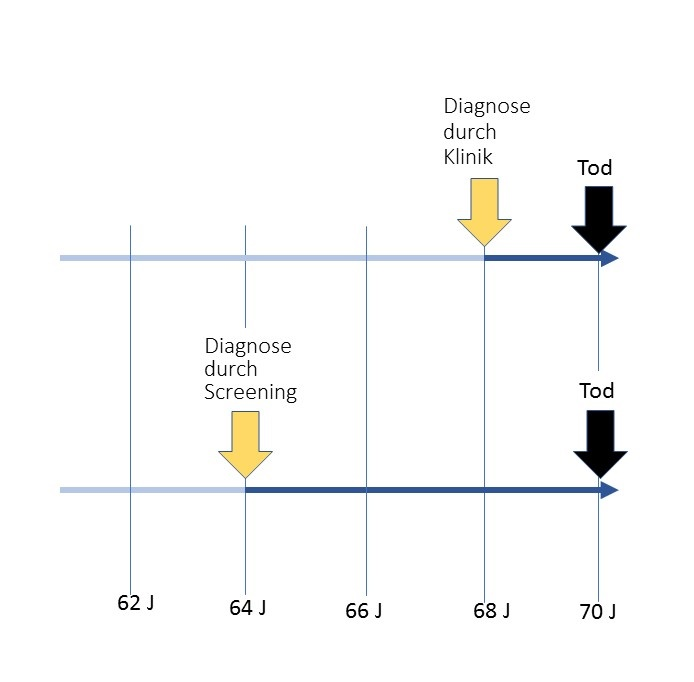 Diagnose
durch
Klinik
Tod
Diagnose
durch
Screening
Tod
62 J
64 J
66 J
68 J
70 J